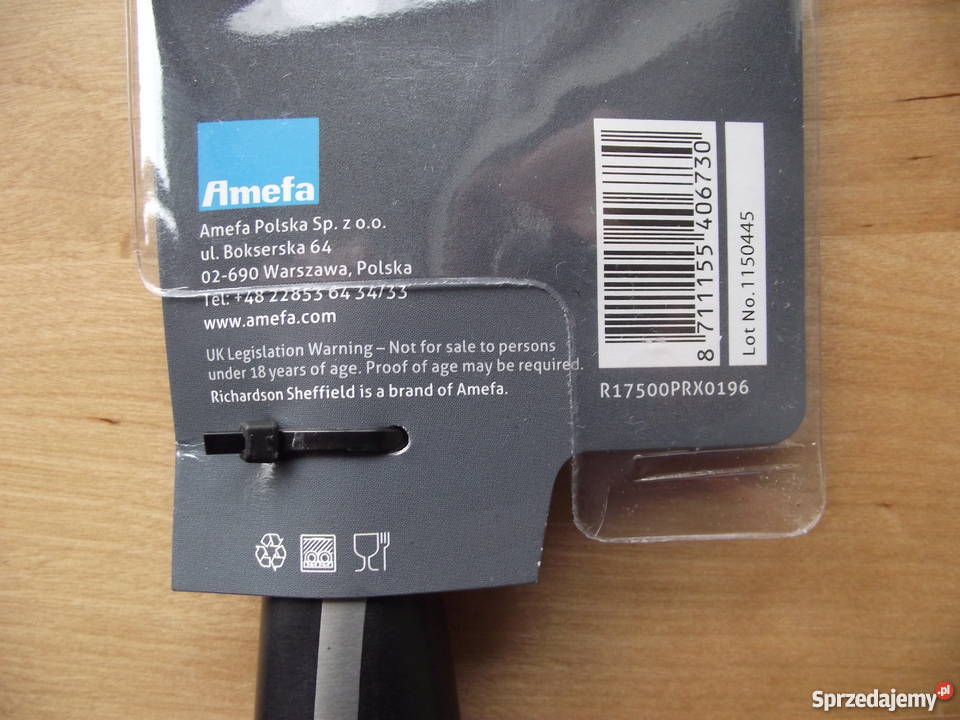 Amefa
Amefa Polska Sp. z o.o.
ul. Bokserska 64
02-690 Warszawa, Polska
Tel: +48 22853 64 34/33
www.amefa.com
UK Legislation Warning – Not for sale to persons
under 18 years of age. Proof of age may be required.
Richardson Sheffield is a brand of Amefa.
8 711155 406730
Lot No. 1150445
R17500PRX0196
Sprzedajemy.pl